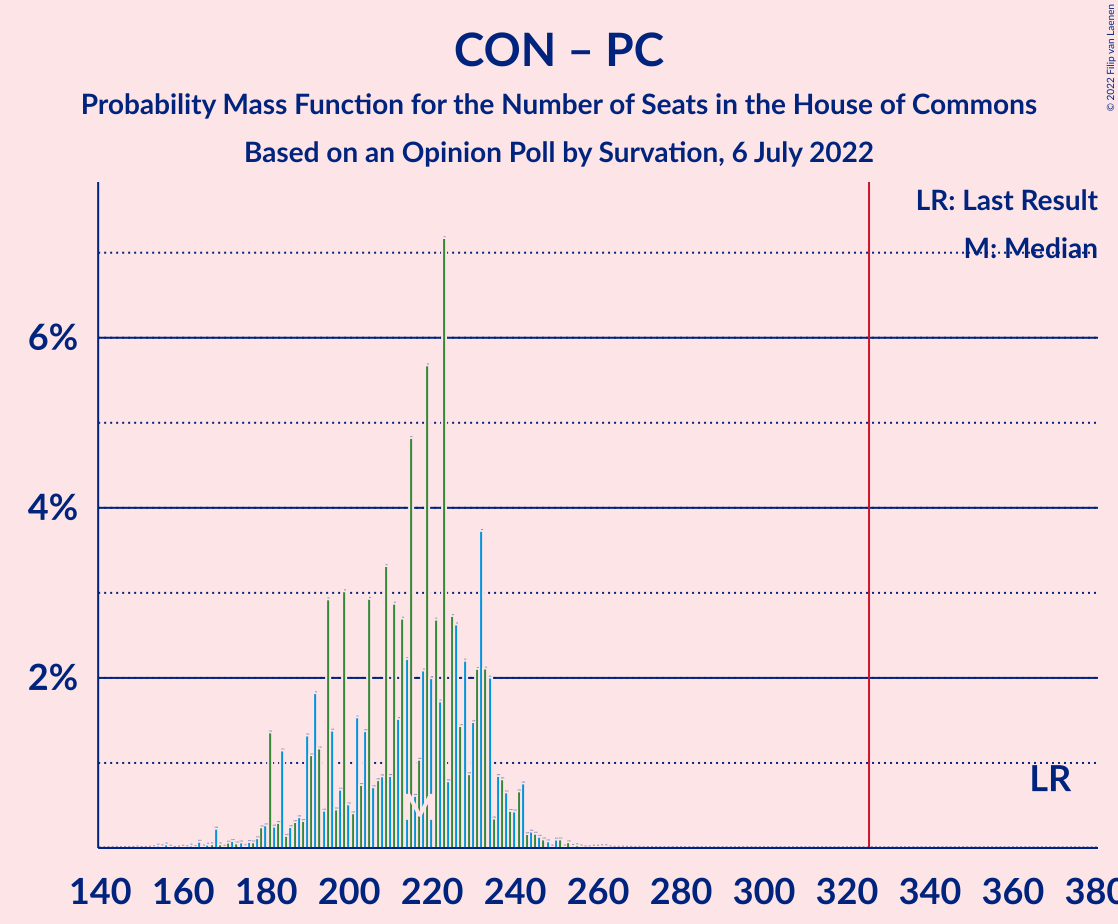 CON – PC
Probability Mass Function for the Number of Seats in the House of Commons
Based on an Opinion Poll by Survation, 6 July 2022
© 2022 Filip van Laenen
LR: Last Result
M: Median
6%
4%
2%
LR
M
140 160 180 200 220 240 260 280 300 320 340 360 380